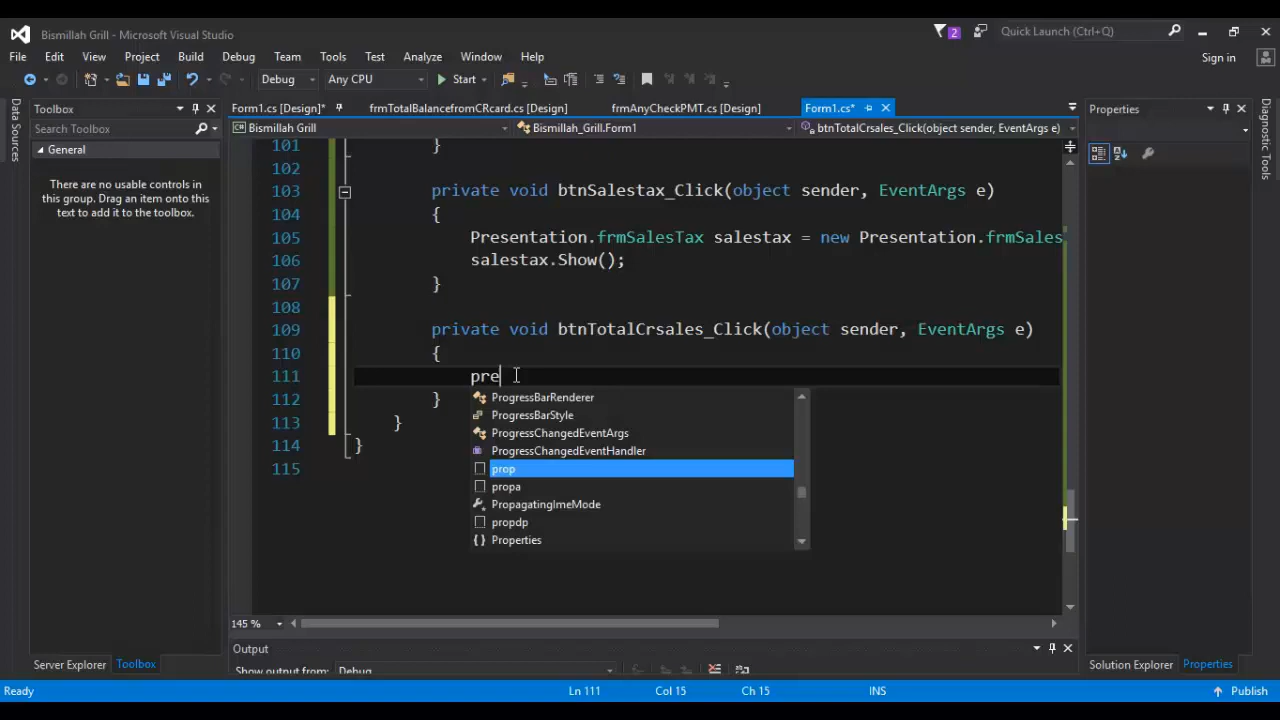 Bismillah Grill - Microsoft Visual Studio
2
Quick Launch (Ctrl+Q)
File Edit View Project Build Debug Team Tools Test Analyze Window Help
Sign in
Debug Any CPU Start
Data Sources
Toolbox
Search Toolbox
General
There are no usable controls in
this group. Drag an item onto this
text to add it to the toolbox.
Server Explorer Toolbox
Form1.cs [Design]* frmTotalBalancefromCRcard.cs [Design] frmAnyCheckPMT.cs [Design] Form1.cs*
Bismillah Grill Bismillah_Grill.Form1 btnTotalCrsales_Click(object sender, EventArgs e)
101 }
102
103 private void btnSalestax_Click(object sender, EventArgs e)
104 {
105 Presentation.frmSalesTax salestax = new Presentation.frmSales
106 salestax.Show();
107 }
108
109 private void btnTotalCrsales_Click(object sender, EventArgs e)
110 {
111 pre
112 }
113 }
114 }
115
ProgressBarRenderer
ProgressBarStyle
ProgressChangedEventArgs
ProgressChangedEventHandler
prop
propa
PropagatingImeMode
propdp
{} Properties
145 %
Output
Show output from: Debug
Properties
Solution Explorer Properties
Diagnostic Tools
Ready Ln 111 Col 15 Ch 15 INS Publish